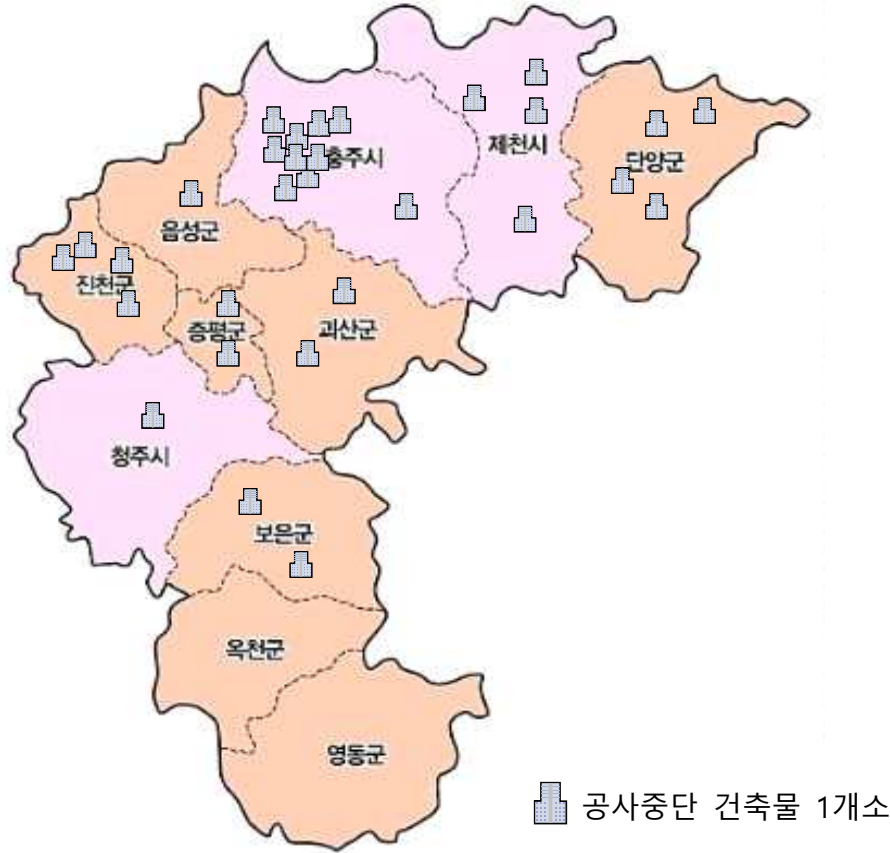 제천시
충주시
단양군
음성군
진천군
증평군
괴산군
청주시
보은군
옥천군
영동군
공사중단 건축물 1개소